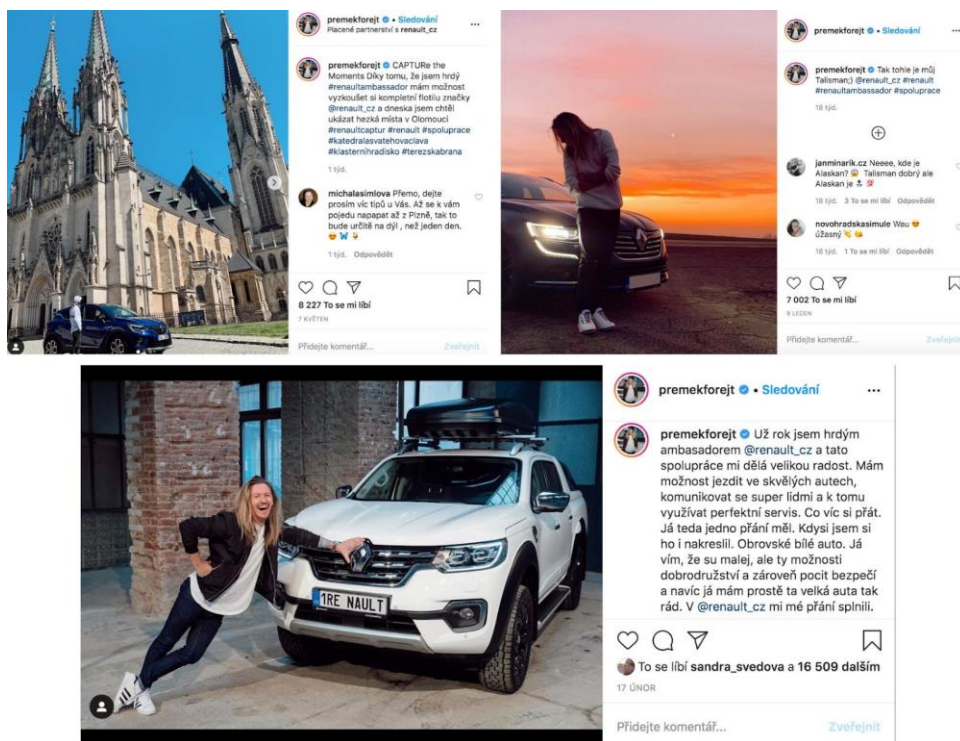 premekforejt • Sledování
Placené partnerství s renault_cz
premekforejt CAPTURe the
Moments Díky tomu, že jsem hrdý
#renaultambassador mám možnost
vyzkoušet si kompletní flotilu značky
@renault_cz a dneska jsem chtěl
ukázat hezká místa v Olomouci
#renaultcaptur #renault #spoluprace
#katedralasvatehovaclava
#klasternihradisko #terezskabrana
1 týd.
michalasimlova Přemo, dejte
prosím víc tipů u Vás. Až se k vám
pojedu napapat až z Plzně, tak to
bude určitě na dýl , než jeden den.
😍 🦋 🍹
1 týd. Odpovědět
8 227 To se mi líbí
7 KVĚTEN
Přidejte komentář... Zveřejnit
premekforejt • Sledování
premekforejt Tak tohle je můj
Talisman;) @renault_cz #renault
#renaultambassador #spoluprace
18 týd.
janminarik.cz Neeee, kde je
Alaskan? 😩 Talisman dobrý ale
Alaskan je 🔝 💯
18 týd. 3 To se mi líbí Odpovědět
novohradskasimule Wau 😍
úžasný 👏 😘
18 týd. 1 To se mi líbí Odpovědět
7 002 To se mi líbí
9 LEDEN
Přidejte komentář... Zveřejnit
1RE NAULT
premekforejt • Sledování
premekforejt Už rok jsem hrdým
ambasadorem @renault_cz a tato
spolupráce mi dělá velikou radost. Mám
možnost jezdit ve skvělých autech,
komunikovat se super lidmi a k tomu
využívat perfektní servis. Co víc si přát.
Já teda jedno přání měl. Kdysi jsem si
ho i nakreslil. Obrovské bílé auto. Já
vím, že su malej, ale ty možnosti
dobrodružství a zároveň pocit bezpečí
a navíc já mám prostě ta velká auta tak
rád. V @renault_cz mi mé přání splnili.
To se líbí sandra_svedova a 16 509 dalším
17 ÚNOR
Přidejte komentář... Zveřejnit